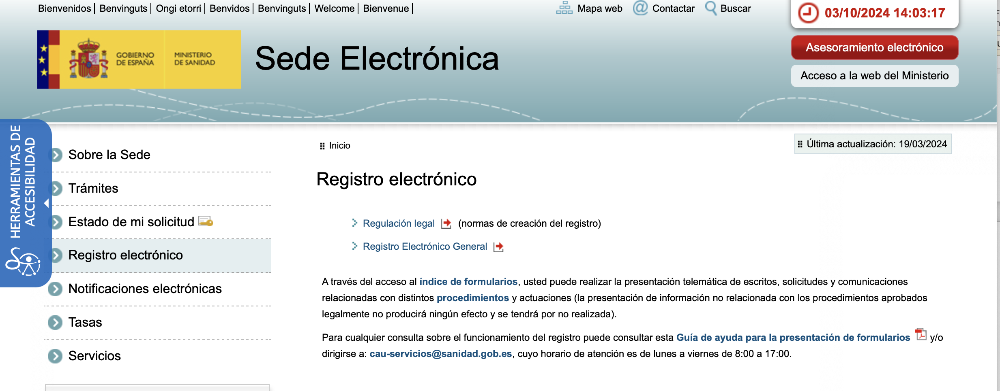 Bienvenidos | Benvinguts | Ongi etorri | Benvidos | Benvinguts | Welcome | Bienvenue |
Mapa web
Contactar
Buscar
03/10/2024 14:03:17
GOBIERNO
DE ESPAÑA
MINISTERIO
DE SANIDAD
Sede Electrónica
Asesoramiento electrónico
Acceso a la web del Ministerio
HERRAMIENTAS DE
ACCESIBILIDAD
Sobre la Sede
Trámites
Estado de mi solicitud
Registro electrónico
Notificaciones electrónicas
Tasas
Servicios
Inicio
Última actualización: 19/03/2024
Registro electrónico
Regulación legal (normas de creación del registro)
Registro Electrónico General
A través del acceso al índice de formularios, usted puede realizar la presentación telemática de escritos, solicitudes y comunicaciones
relacionadas con distintos procedimientos y actuaciones (la presentación de información no relacionada con los procedimientos aprobados
legalmente no producirá ningún efecto y se tendrá por no realizada).
Para cualquier consulta sobre el funcionamiento del registro puede consultar esta Guía de ayuda para la presentación de formularios y/o
dirigirse a: cau-servicios@sanidad.gob.es, cuyo horario de atención es de lunes a viernes de 8:00 a 17:00.